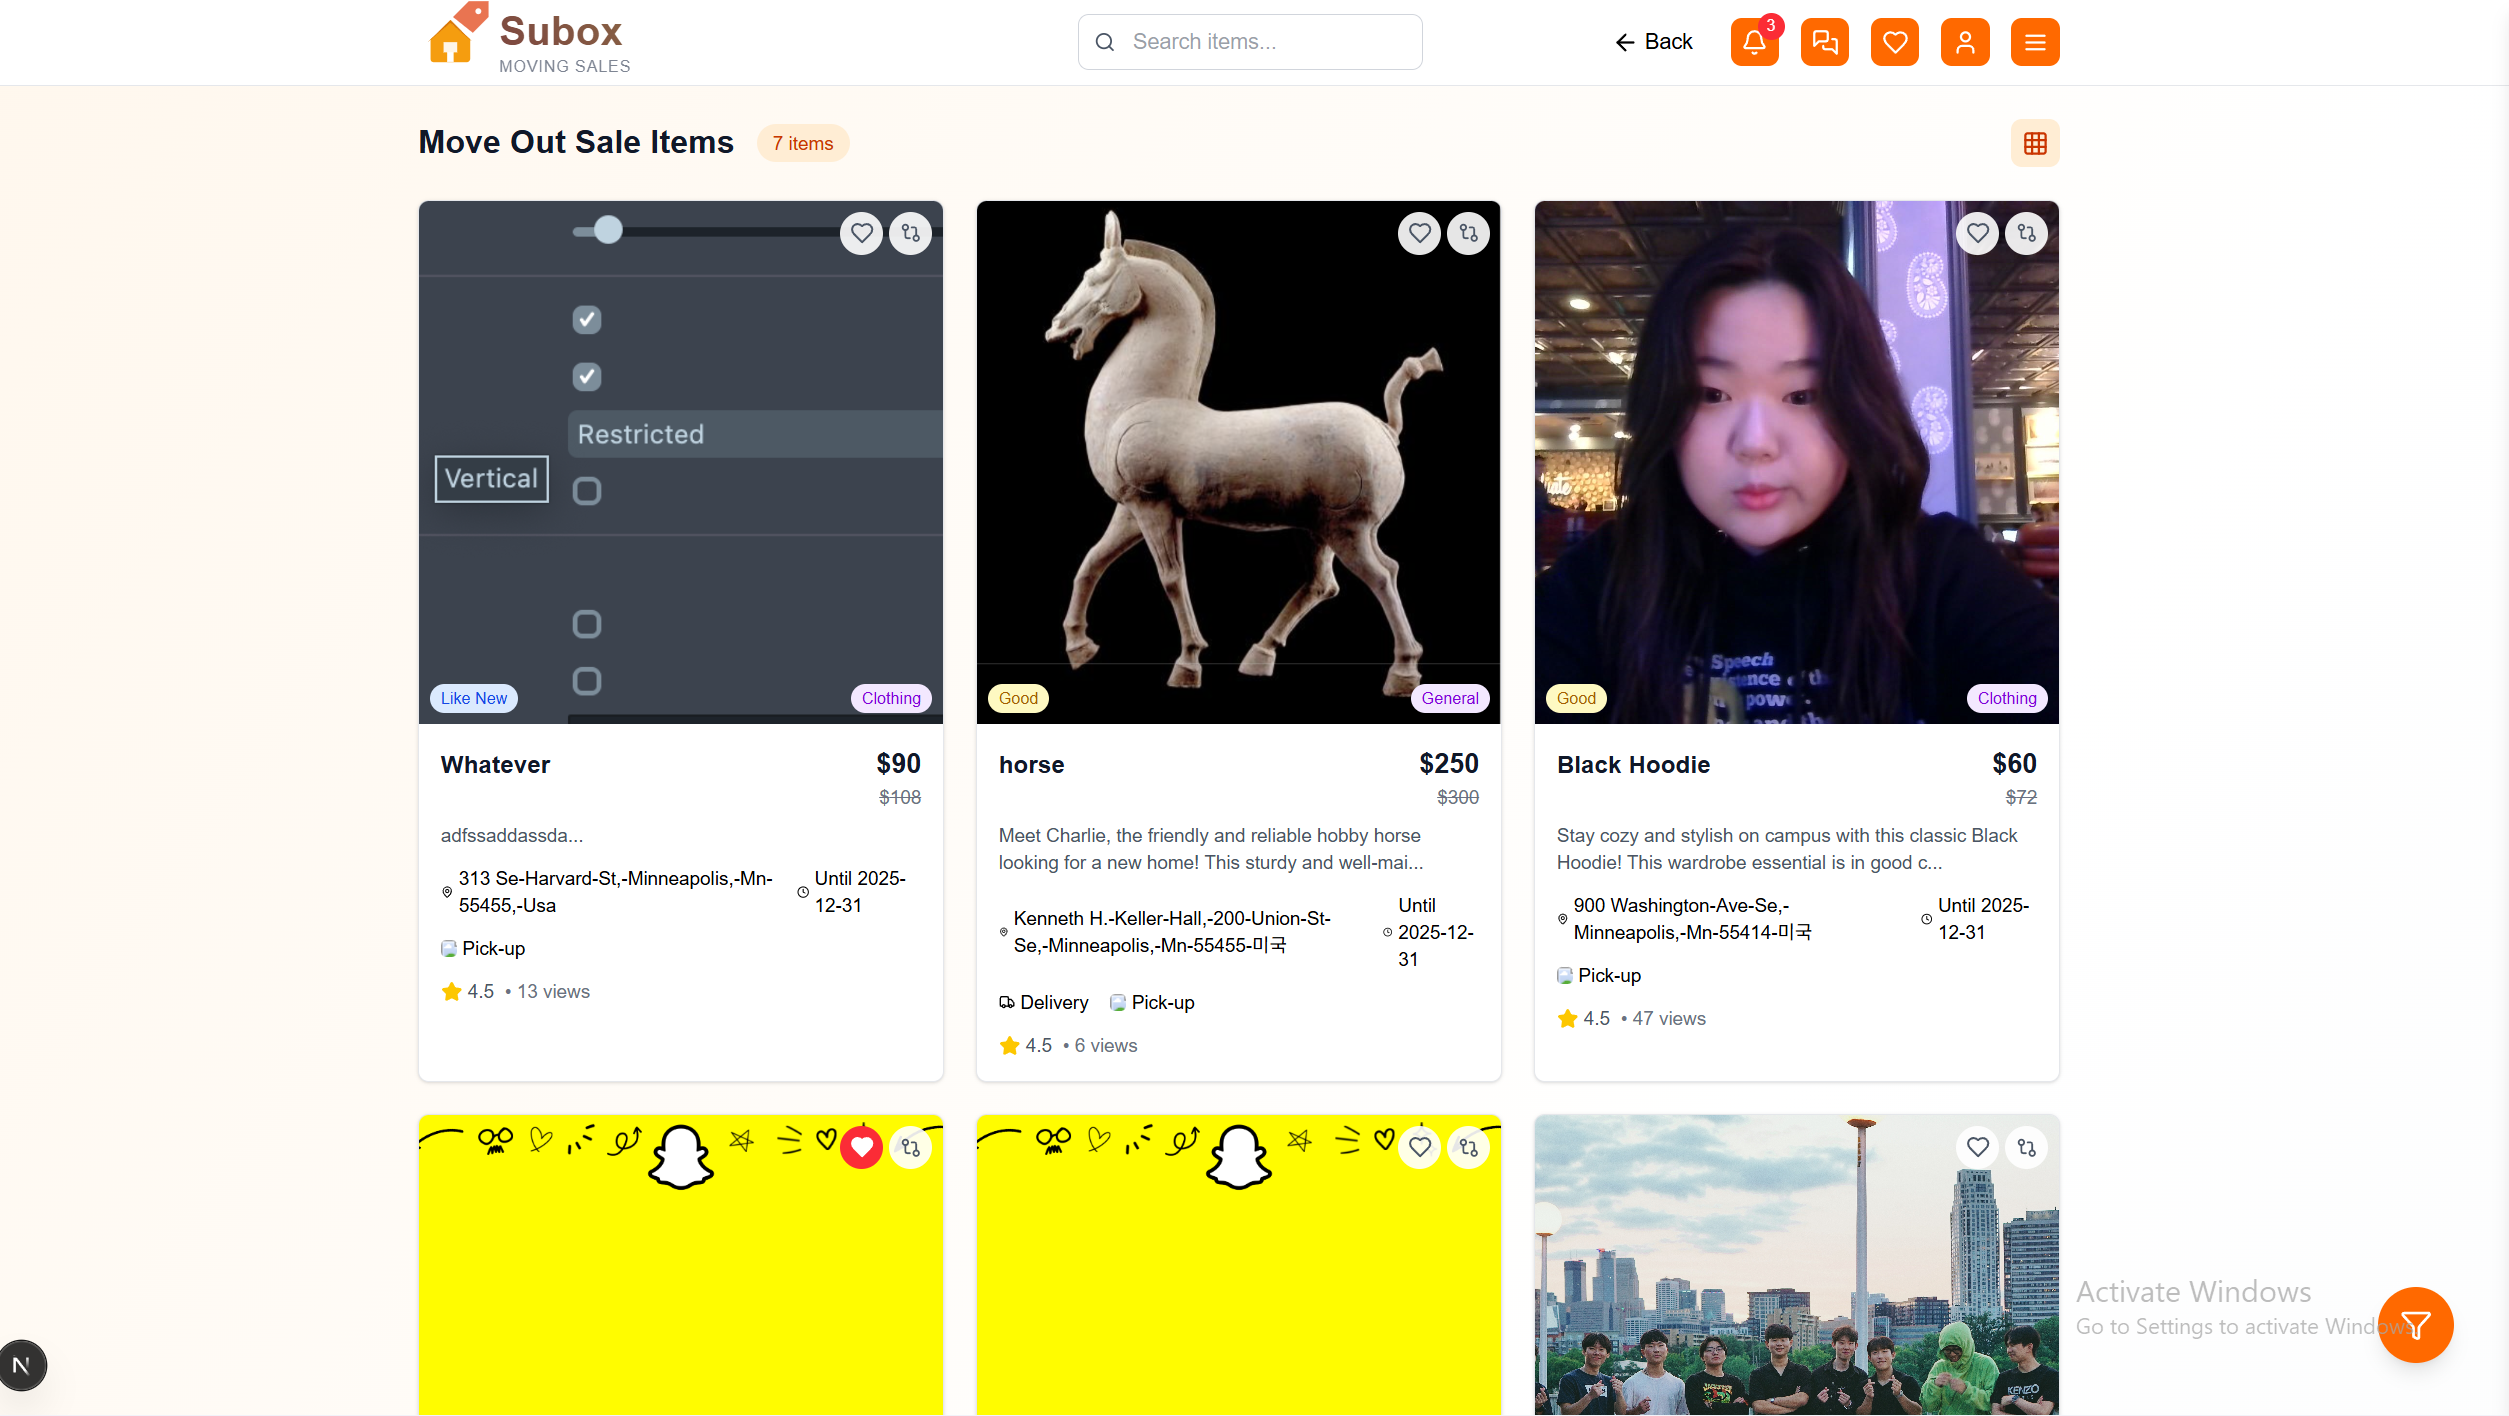 Subox
MOVING SALES
Search items...
Back
3
Move Out Sale Items
7 items
Restricted
Vertical
Like New
Clothing
Good
General
Speech
Good
Clothing
Whatever
$90
$108
adfssaddassda...
313 Se-Harvard-St,-Minneapolis,-Mn-
55455,-Usa
Until 2025-
12-31
Pick-up
4.5 • 13 views
horse
$250
$300
Meet Charlie, the friendly and reliable hobby horse
looking for a new home! This sturdy and well-mai...
Kenneth H.-Keller-Hall,-200-Union-St-
Se,-Minneapolis,-Mn-55455-미국
Until
2025-12-
31
Delivery
Pick-up
4.5 • 6 views
Black Hoodie
$60
$72
Stay cozy and stylish on campus with this classic Black
Hoodie! This wardrobe essential is in good c...
900 Washington-Ave-Se,-
Minneapolis,-Mn-55414-미국
Until 2025-
12-31
Pick-up
4.5 • 47 views
KENZO
Activate Windows
Go to Settings to activate Windows
N